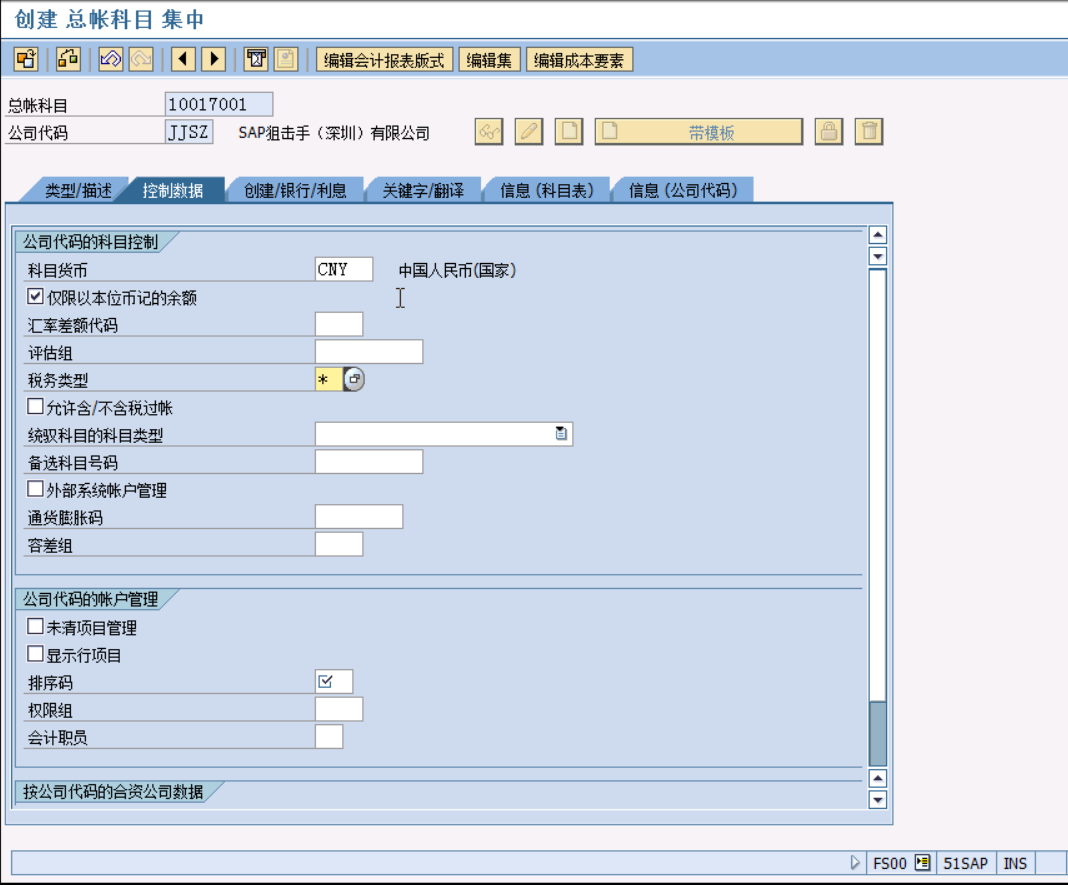 创建 总帐科目 集中
编辑会计报表版式 编辑集 编辑成本要素
总帐科目 10017001
公司代码 JJSZ SAP狙击手（深圳）有限公司 带模板
类型/描述 控制数据 创建/银行/利息 关键字/翻译 信息(科目表) 信息(公司代码)
公司代码的科目控制
科目货币 CNY 中国人民币(国家)
仅限以本位币记的余额
汇率差额代码
评估组
税务类型 *
允许含/不含税过帐
统驭科目的科目类型
备选科目号码
外部系统帐户管理
通货膨胀码
容差组
公司代码的帐户管理
未清项目管理
显示行项目
排序码
权限组
会计职员
按公司代码的合资公司数据
FS00 51SAP INS